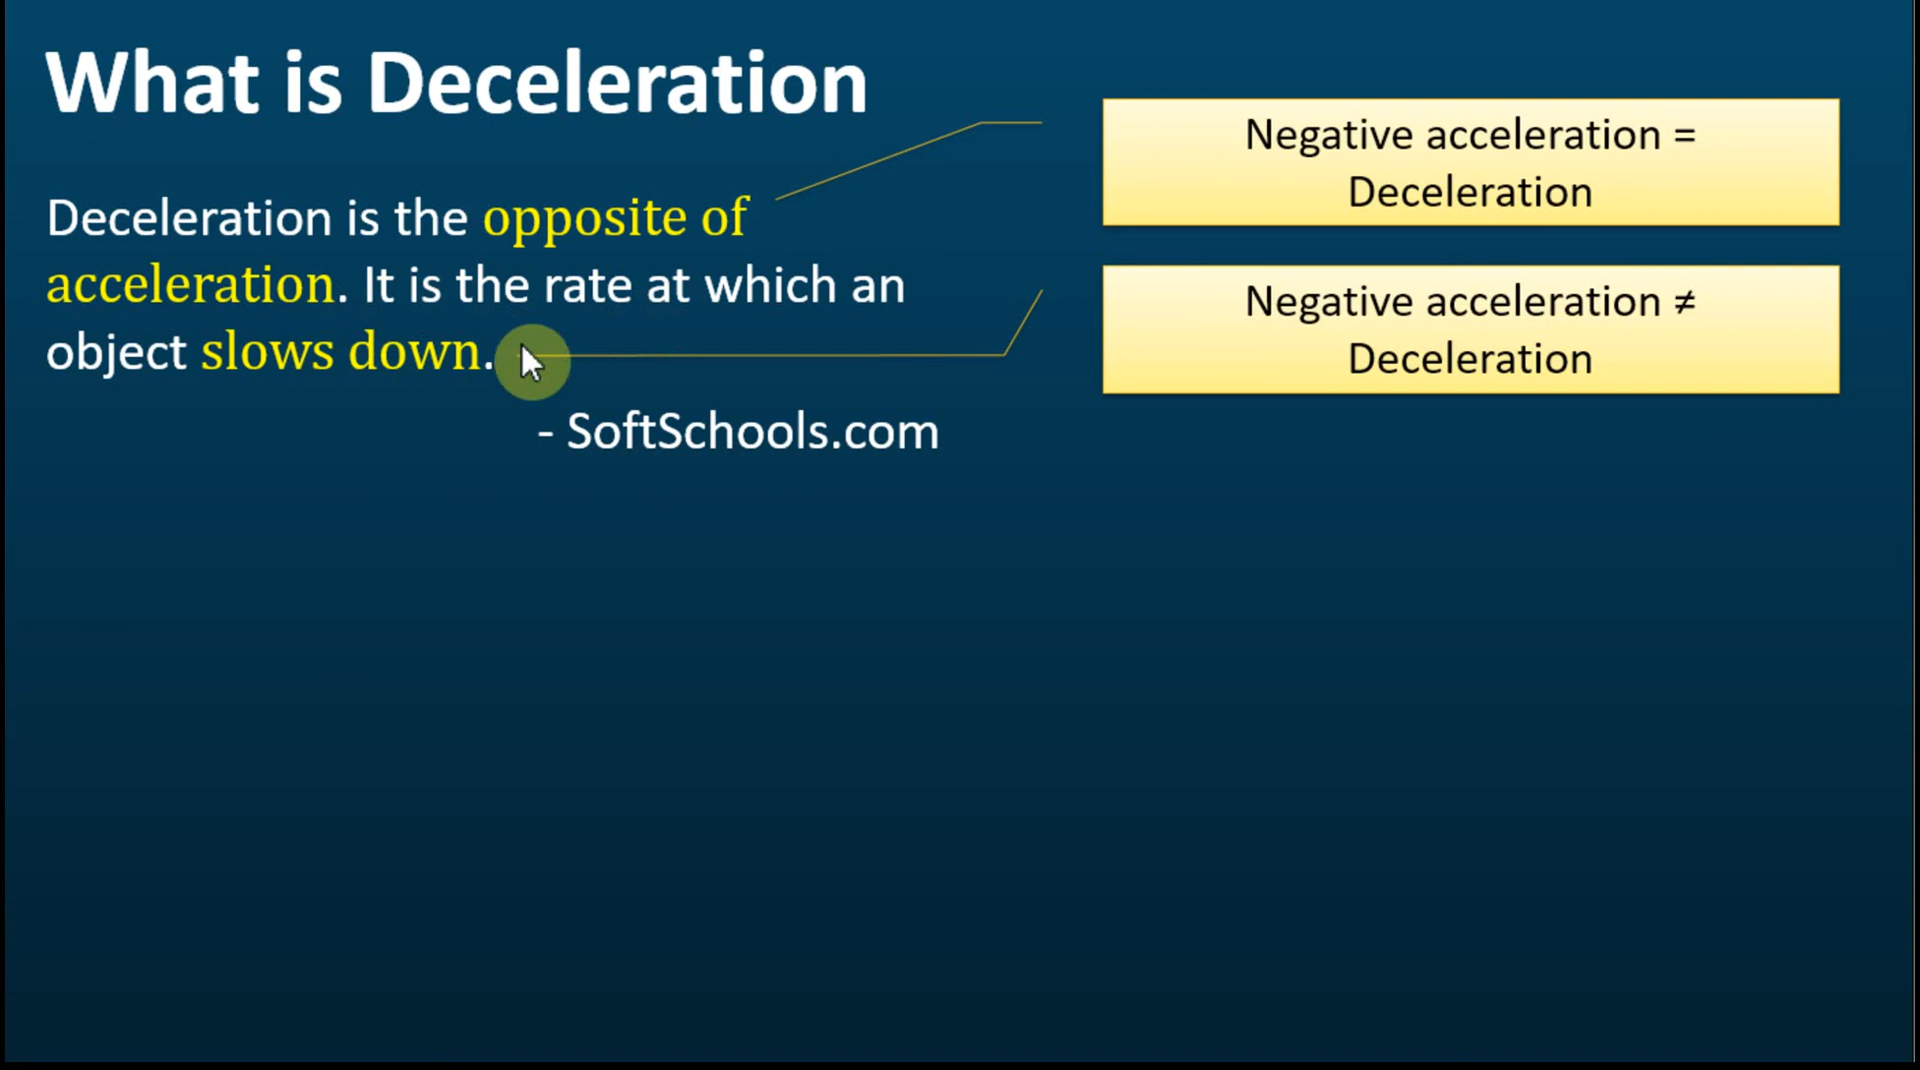 What is Deceleration
Deceleration is the opposite of
acceleration. It is the rate at which an
object slows down.
- SoftSchools.com
Negative acceleration =
Deceleration
Negative acceleration ≠
Deceleration